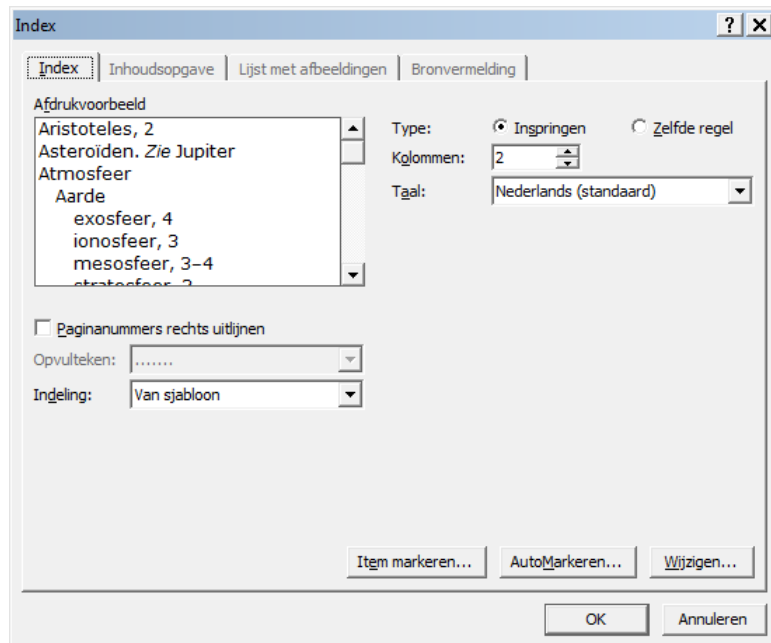 Index
Index Inhoudsopgave Lijst met afbeeldingen Bronvermelding
Afdrukvoorbeeld
Aristoteles, 2
Asteroïden. Zie Jupiter
Atmosfeer
Aarde
exosfeer, 4
ionosfeer, 3
mesosfeer, 3–4
stratosfeer, 3
Type: Inspringen Zelfde regel
Kolommen: 2
Taal: Nederlands (standaard)
Paginanummers rechts uitlijnen
Opvulteken: .......
Indeling: Van sjabloon
Item markeren... AutoMarkeren... Wijzigen...
OK Annuleren